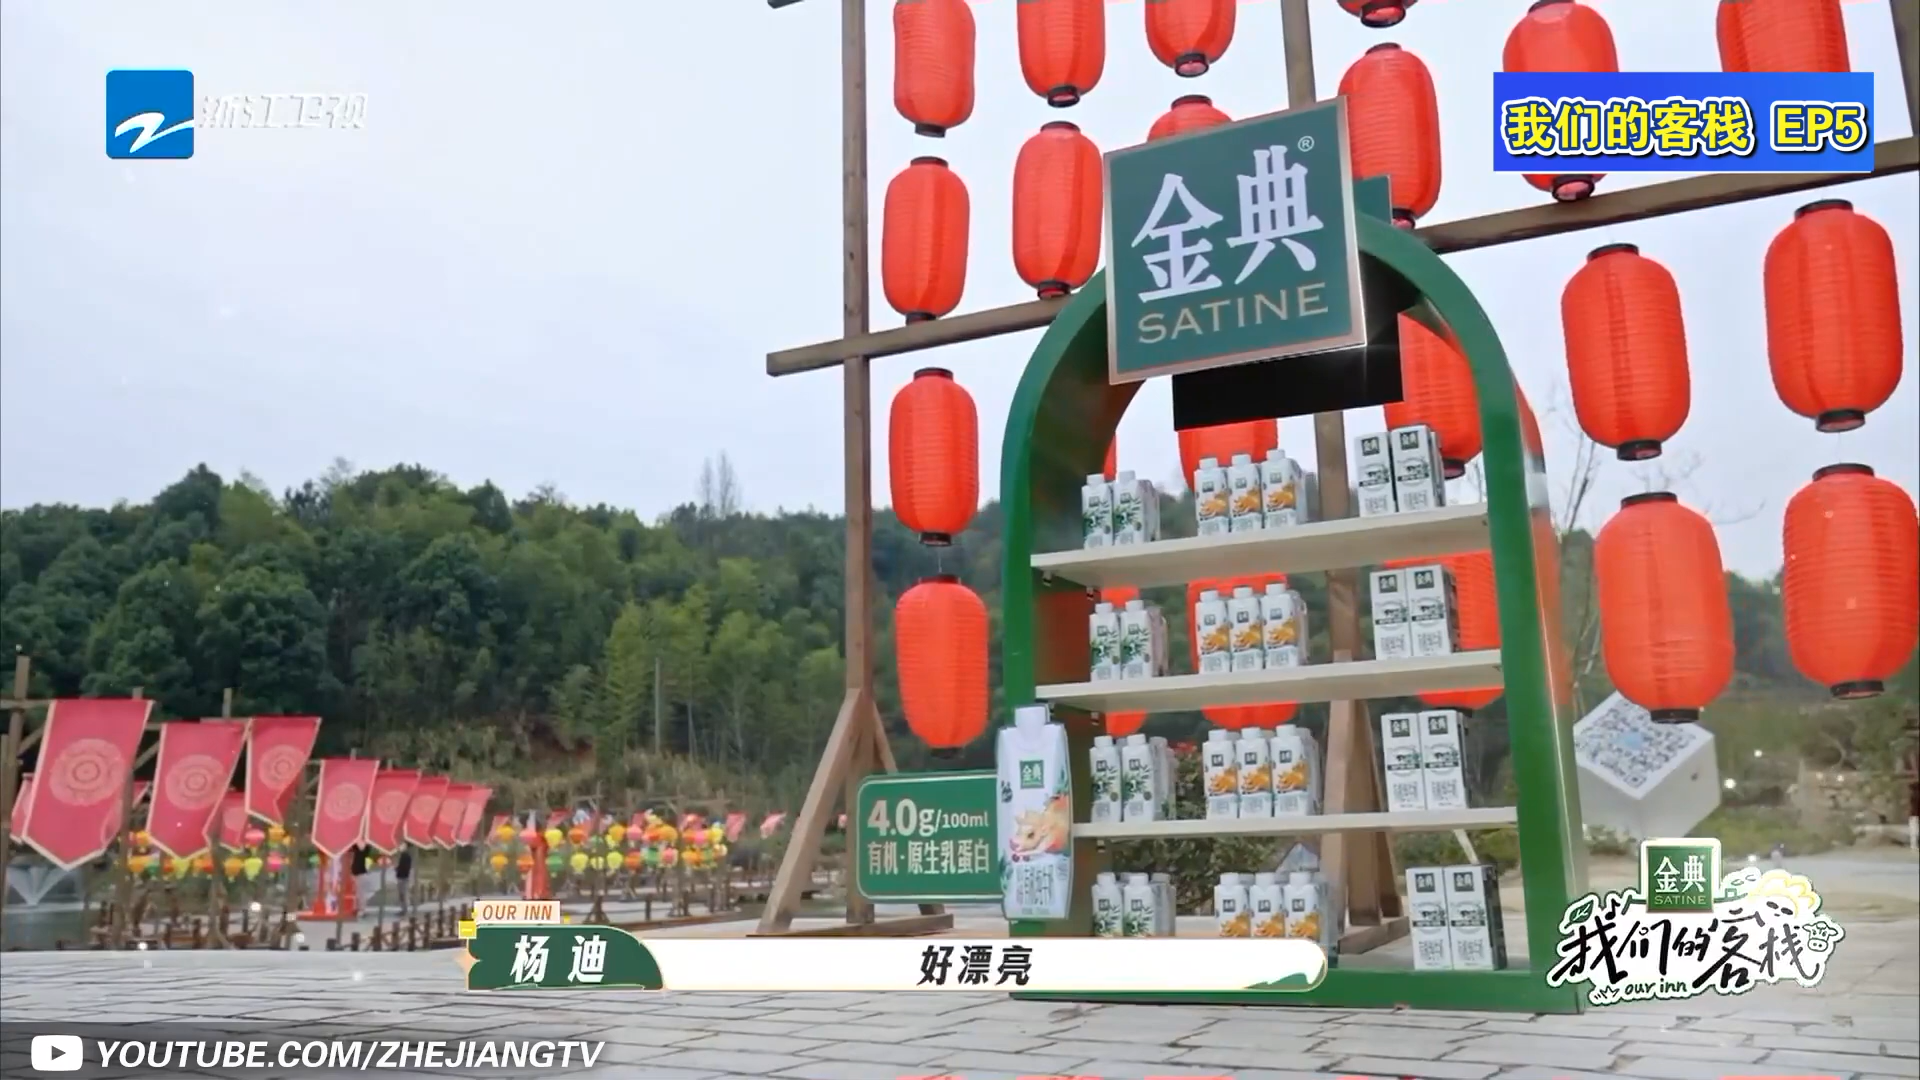 浙江卫视
我们的客栈 EP5
金典®
SATINE
4.0g/100ml
有机·原生乳蛋白
金典
OUR INN
杨迪
好漂亮
金典
SATINE
我们的客栈
our inn
YOUTUBE.COM/ZHEJIANGTV